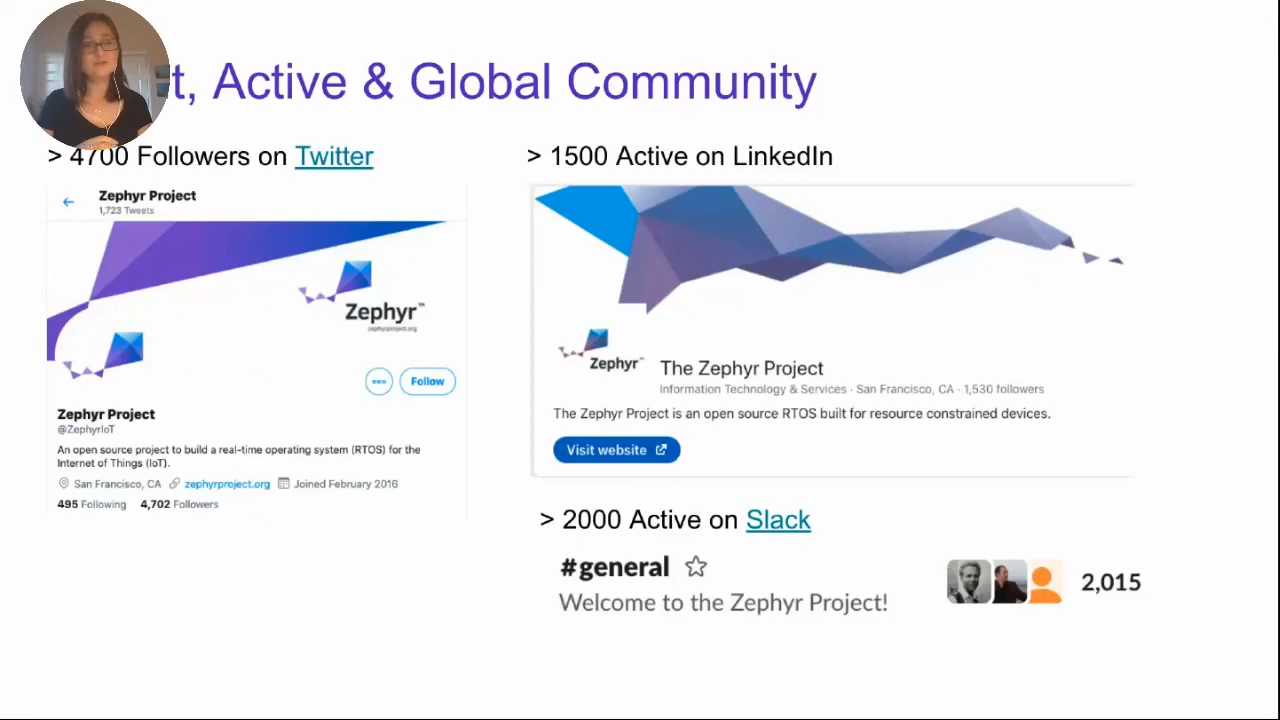 t, Active & Global Community
> 4700 Followers on Twitter
Zephyr Project
1,723 Tweets
Zephyr™
zephyrproject.org
Follow
Zephyr Project
@ZephyrIoT
An open source project to build a real-time operating system (RTOS) for the
Internet of Things (IoT).
San Francisco, CA zephyrproject.org Joined February 2016
495 Following 4,702 Followers
> 1500 Active on LinkedIn
Zephyr™
The Zephyr Project
Information Technology & Services · San Francisco, CA · 1,530 followers
The Zephyr Project is an open source RTOS built for resource constrained devices.
Visit website
> 2000 Active on Slack
#general
Welcome to the Zephyr Project!
2,015